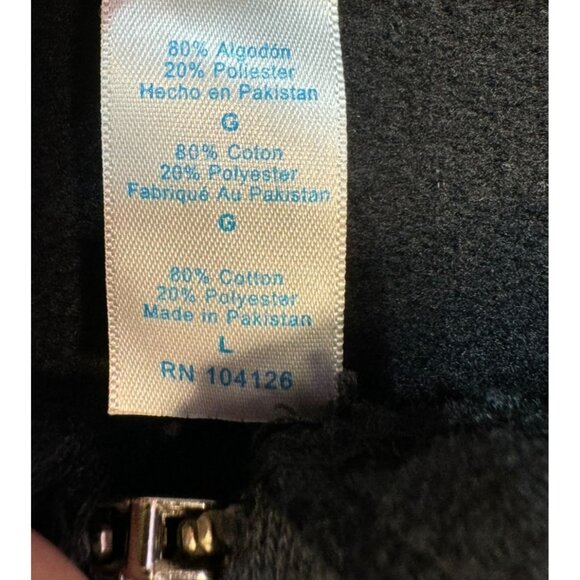 80% Algodón
20% Poliester
Hecho en Pakistan
G
80% Coton
20% Polyester
Fabriqué Au Pakistan
G
80% Cotton
20% Polyester
Made in Pakistan
L
RN 104126